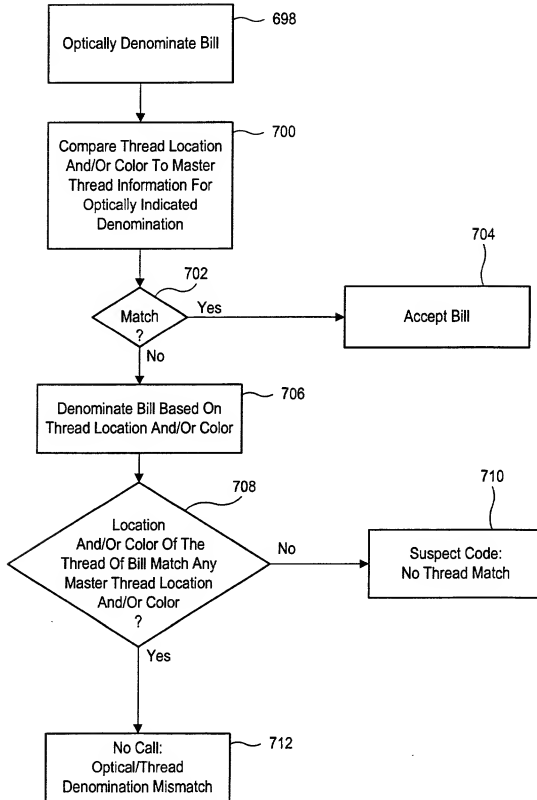 698
Optically Denominate Bill
700
Compare Thread Location
And/Or Color To Master
Thread Information For
Optically Indicated
Denomination
702
704
Match
?
Yes
Accept Bill
No
706
Denominate Bill Based On
Thread Location And/Or Color
708
710
Location
And/Or Color Of The
Thread Of Bill Match Any
Master Thread Location
And/Or Color
?
No
Suspect Code:
No Thread Match
Yes
712
No Call:
Optical/Thread
Denomination Mismatch